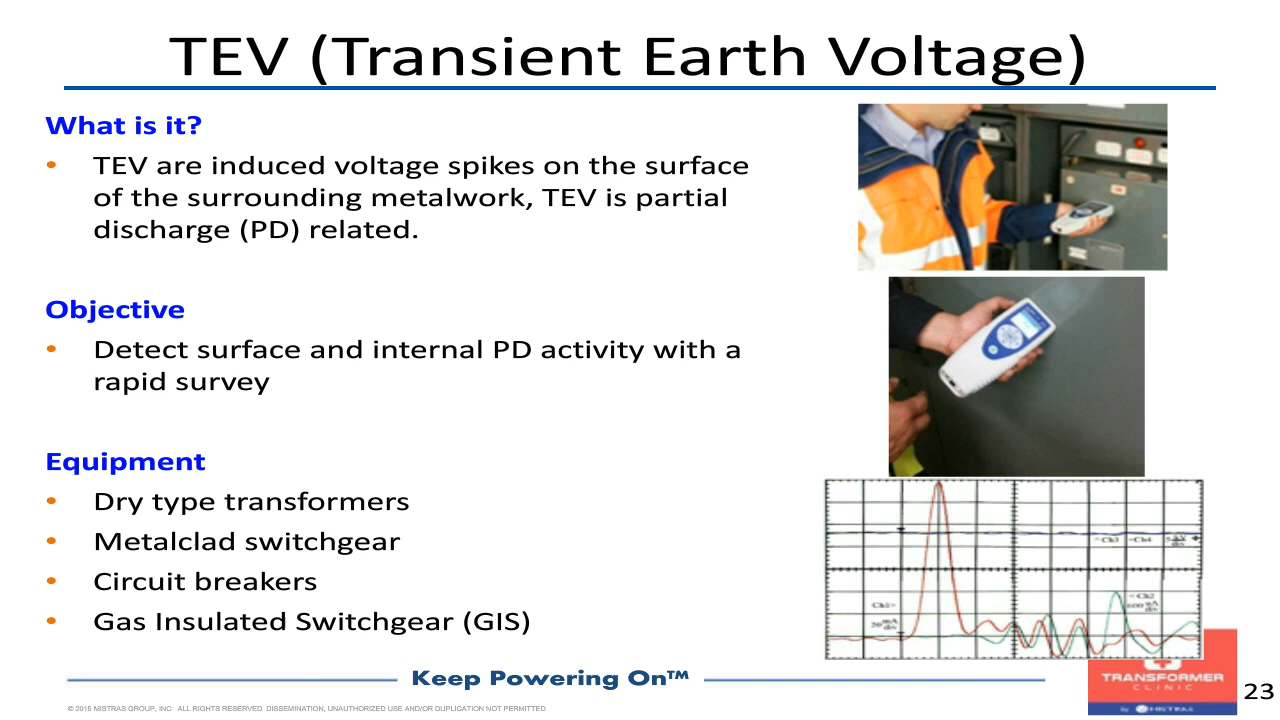 TEV (Transient Earth Voltage)
What is it?
• TEV are induced voltage spikes on the surface
of the surrounding metalwork, TEV is partial
discharge (PD) related.
Objective
• Detect surface and internal PD activity with a
rapid survey
Equipment
• Dry type transformers
• Metalclad switchgear
• Circuit breakers
• Gas Insulated Switchgear (GIS)
Keep Powering On™
TRANSFORMER
CLINIC
by MISTRAS
23
© 2015 MISTRAS GROUP, INC ALL RIGHTS RESERVED DISSEMINATION, UNAUTHORIZED USE AND/OR DUPLICATION NOT PERMITTED